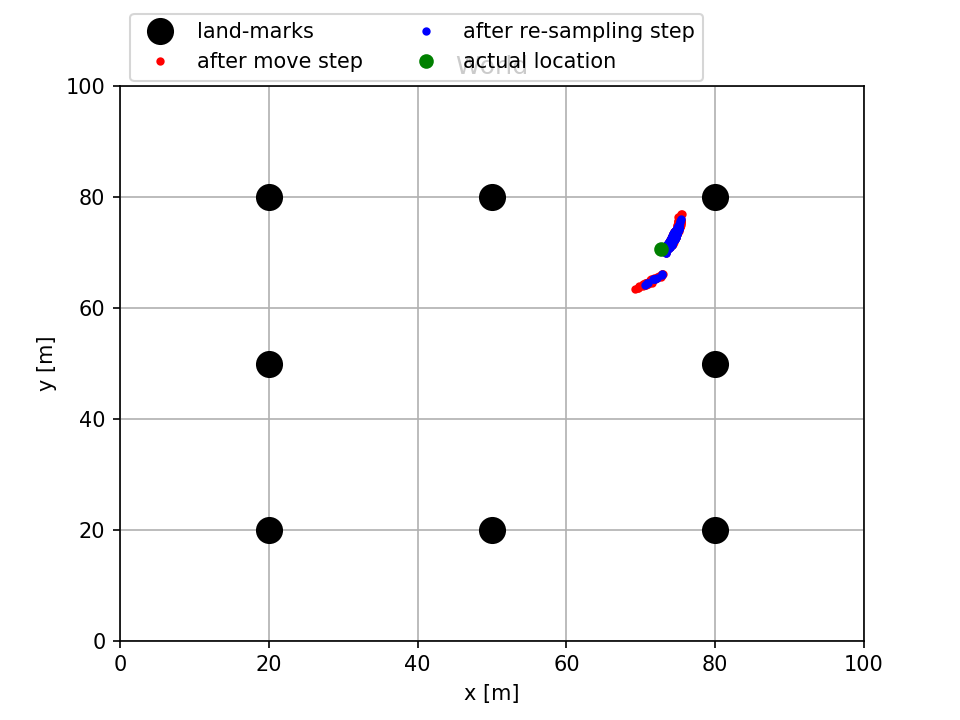 land-marks
after move step
after re-sampling step
actual location
World
100
80
60
40
20
0
y [m]
0 20 40 60 80 100
x [m]